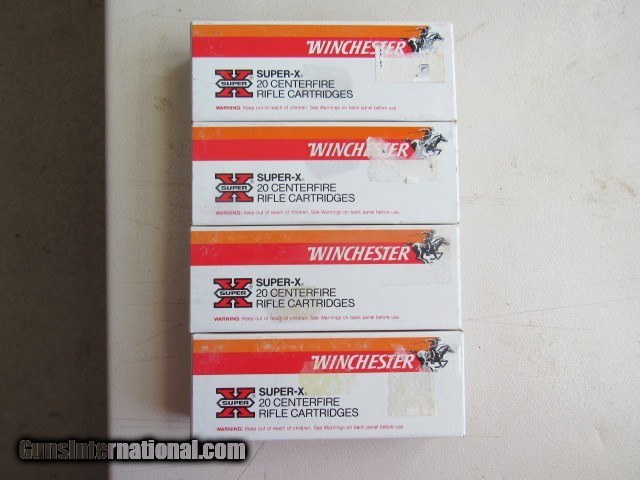 WINCHESTER
X SUPER
SUPER-X®
20 CENTERFIRE
RIFLE CARTRIDGES
WARNING: Keep out of reach of children. See Warnings on back panel before use.
WINCHESTER
X SUPER
SUPER-X®
20 CENTERFIRE
RIFLE CARTRIDGES
WARNING: Keep out of reach of children. See Warnings on back panel before use.
WINCHESTER
X SUPER
SUPER-X®
20 CENTERFIRE
RIFLE CARTRIDGES
WARNING: Keep out of reach of children. See Warnings on back panel before use.
WINCHESTER
X SUPER
SUPER-X®
20 CENTERFIRE
RIFLE CARTRIDGES
WARNING: Keep out of reach of children. See Warnings on back panel before use.
GunsInternational.com